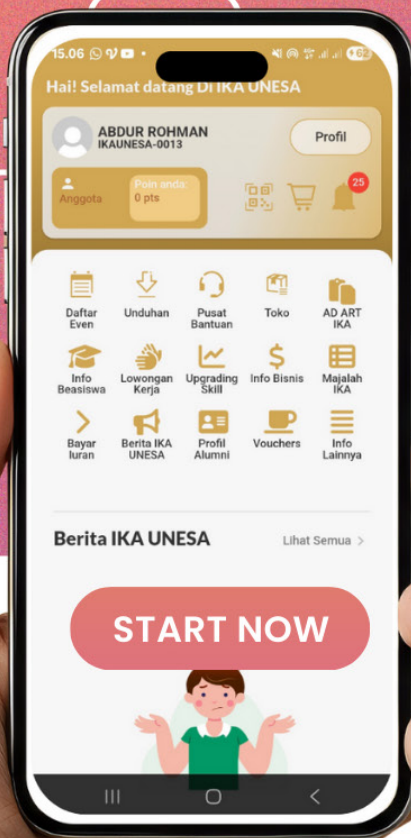 15.06
62
Hai! Selamat datang DI IKA UNESA
ABDUR ROHMAN
IKAUNESA-0013
Profil
Anggota
Poin anda:
0 pts
25
Daftar
Even
Unduhan
Pusat
Bantuan
Toko
AD ART
IKA
Info
Beasiswa
Lowongan
Kerja
Upgrading
Skill
Info Bisnis
Majalah
IKA
Bayar
Iuran
Berita IKA
UNESA
Profil
Alumni
Vouchers
Info
Lainnya
Berita IKA UNESA
Lihat Semua >
START NOW